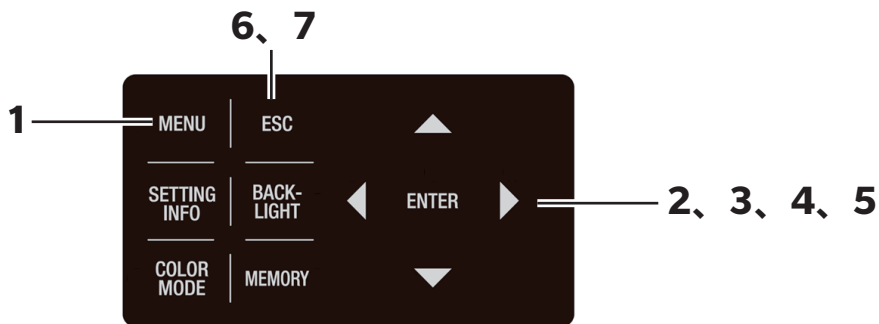 6、7
1
MENU
ESC
SETTING
INFO
BACK-
LIGHT
ENTER
2、3、4、5
COLOR
MODE
MEMORY